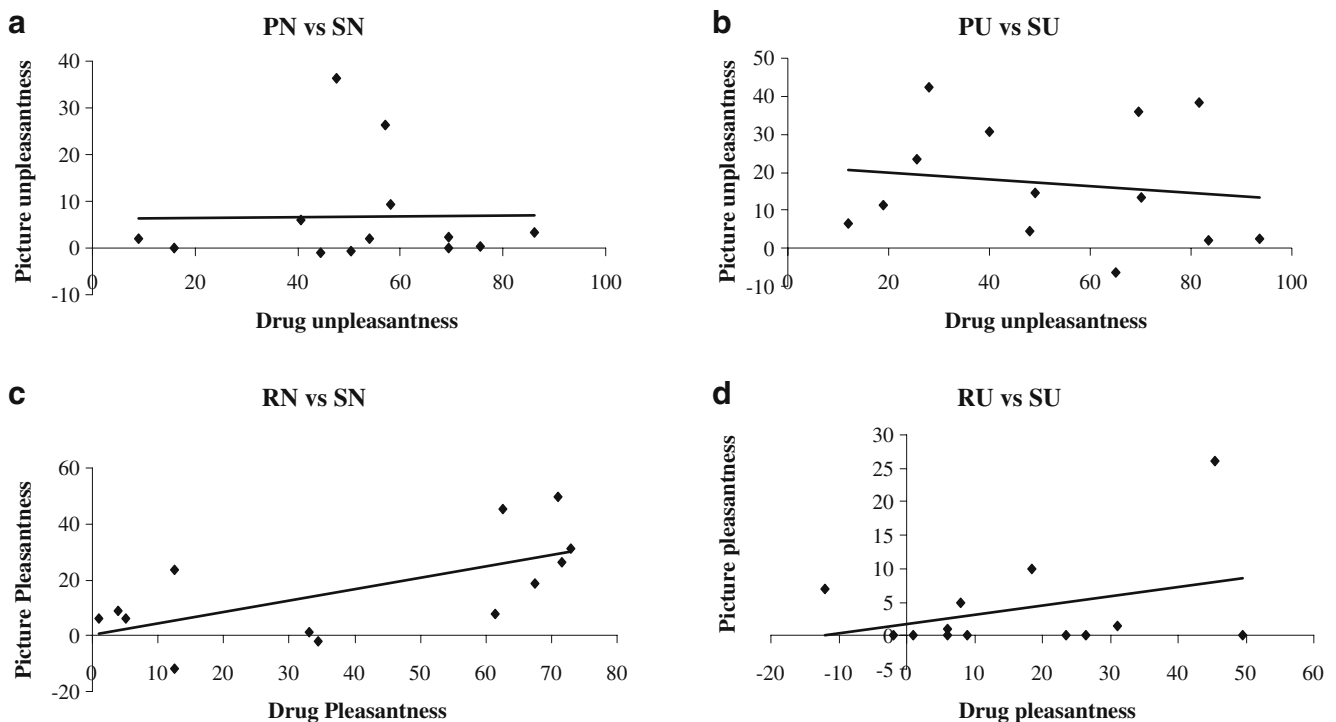 a
PN vs SN
Picture unpleasantness
40
30
20
10
0
-10
0 20 40 60 80 100
Drug unpleasantness
b
PU vs SU
Picture unpleasantness
50
40
30
20
10
0
-10
0 20 40 60 80 100
Drug unpleasantness
c
RN vs SN
Picture Pleasantness
60
40
20
0
-20
0 10 20 30 40 50 60 70 80
Drug Pleasantness
d
RU vs SU
Picture pleasantness
30
25
20
15
10
5
0
-5
-20 -10 0 10 20 30 40 50 60
Drug pleasantness